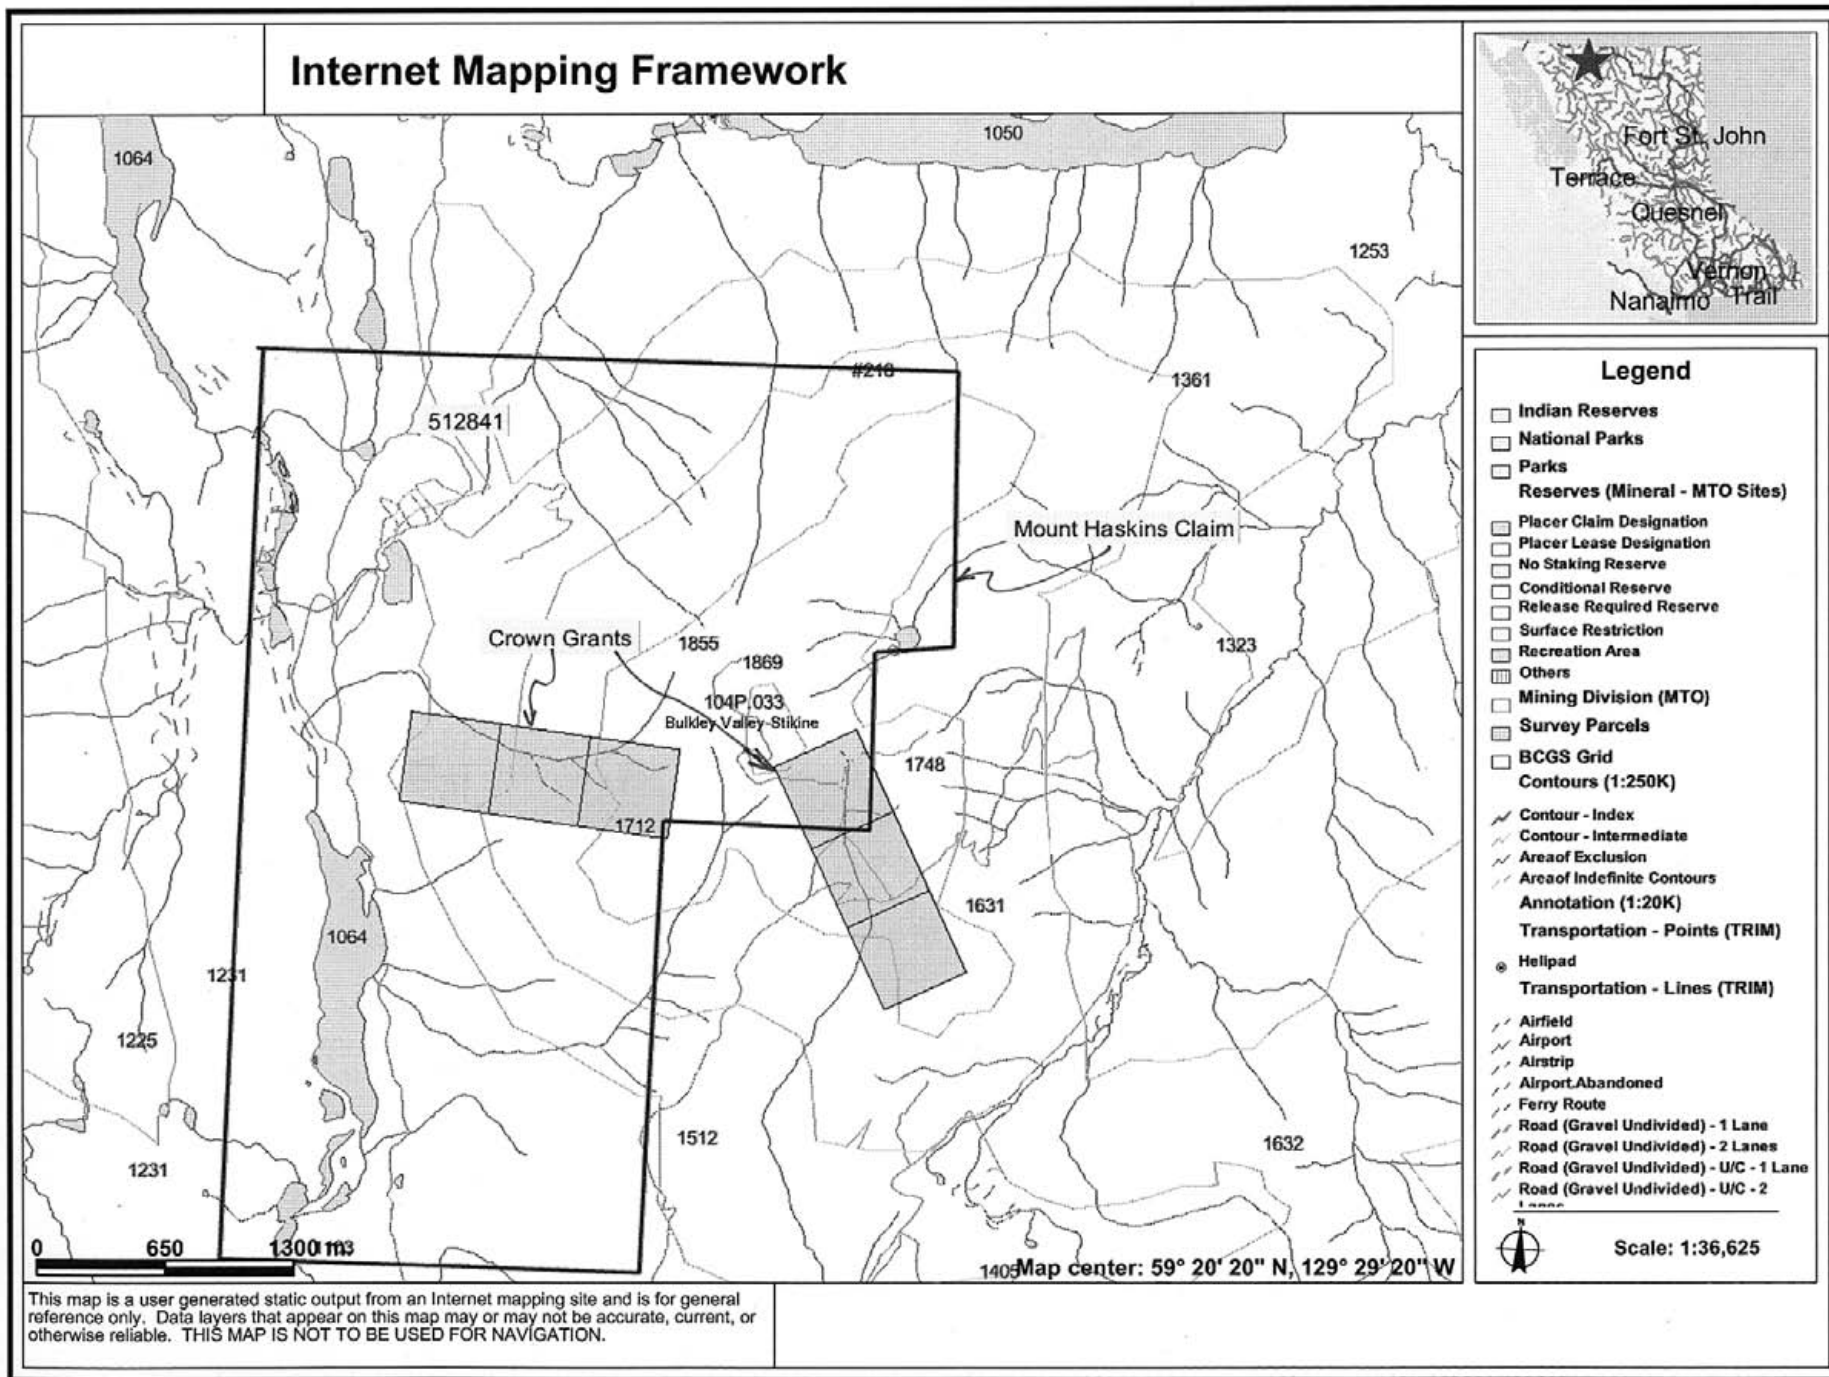 Internet Mapping Framework
1064
1050
1253
#218
1361
512841
Mount Haskins Claim
Crown Grants
1855
1869
1323
104P.033
Bulkley Valley-Stikine
1748
1712
1631
1064
1231
1225
1512
1632
1231
0 650 1300 m
1405
Map center: 59° 20' 20" N, 129° 29' 20" W
This map is a user generated static output from an Internet mapping site and is for general
reference only. Data layers that appear on this map may or may not be accurate, current, or
otherwise reliable. THIS MAP IS NOT TO BE USED FOR NAVIGATION.
Fort St. John
Terrace
Quesnel
Vernon
Nanaimo Trail
Legend
Indian Reserves
National Parks
Parks
Reserves (Mineral - MTO Sites)
Placer Claim Designation
Placer Lease Designation
No Staking Reserve
Conditional Reserve
Release Required Reserve
Surface Restriction
Recreation Area
Others
Mining Division (MTO)
Survey Parcels
BCGS Grid
Contours (1:250K)
Contour - Index
Contour - Intermediate
Areaof Exclusion
Areaof Indefinite Contours
Annotation (1:20K)
Transportation - Points (TRIM)
Helipad
Transportation - Lines (TRIM)
Airfield
Airport
Airstrip
Airport.Abandoned
Ferry Route
Road (Gravel Undivided) - 1 Lane
Road (Gravel Undivided) - 2 Lanes
Road (Gravel Undivided) - U/C - 1 Lane
Road (Gravel Undivided) - U/C - 2
Lanes
N
Scale: 1:36,625